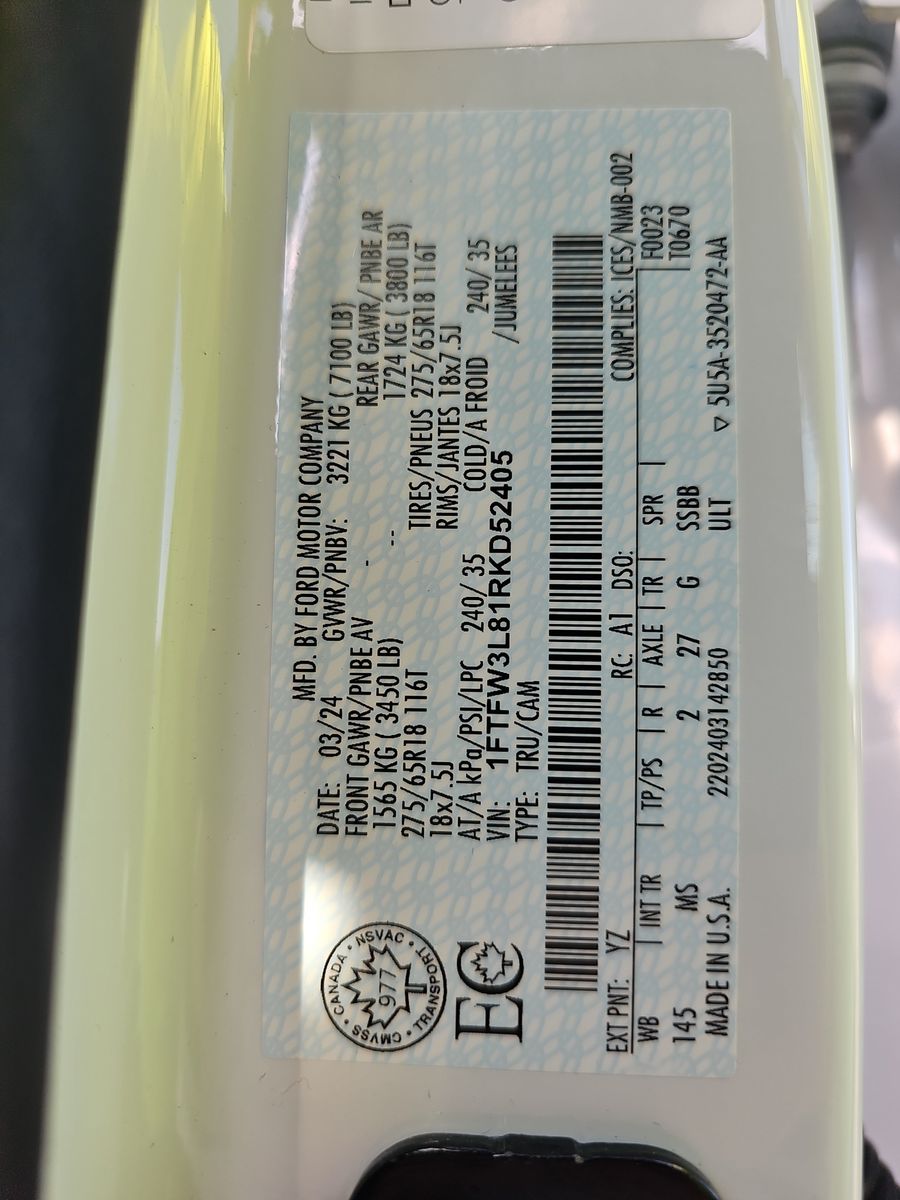 MFD. BY FORD MOTOR COMPANY
DATE: 03/24 GVWR/PNBV: 3221 KG ( 7100 LB)
FRONT GAWR/PNBE AV - REAR GAWR/ PNBE AR
1565 KG ( 3450 LB) -- 1724 KG ( 3800 LB)
275/65R18 116T TIRES/PNEUS 275/65R18 116T
18x7.5J RIMS/JANTES 18x7.5J
AT/A kPa/PSI/LPC 240/ 35 COLD/A FROID 240/ 35
VIN: 1FTFW3L81RKD52405 /JUMELEES
TYPE: TRU/CAM
CANADA • NSVAC • TRANSPORT • CMVSS •
977
EC
COMPLIES: ICES/NMB-002
EXT PNT: YZ RC: A1 DSO: F0023
WB | INT TR | TP/PS | R | AXLE | TR | SPR | T0670
145 MS 2 27 G SSBB
MADE IN U.S.A. 2202403142850 ULT ▽ 5U5A-3520472-AA